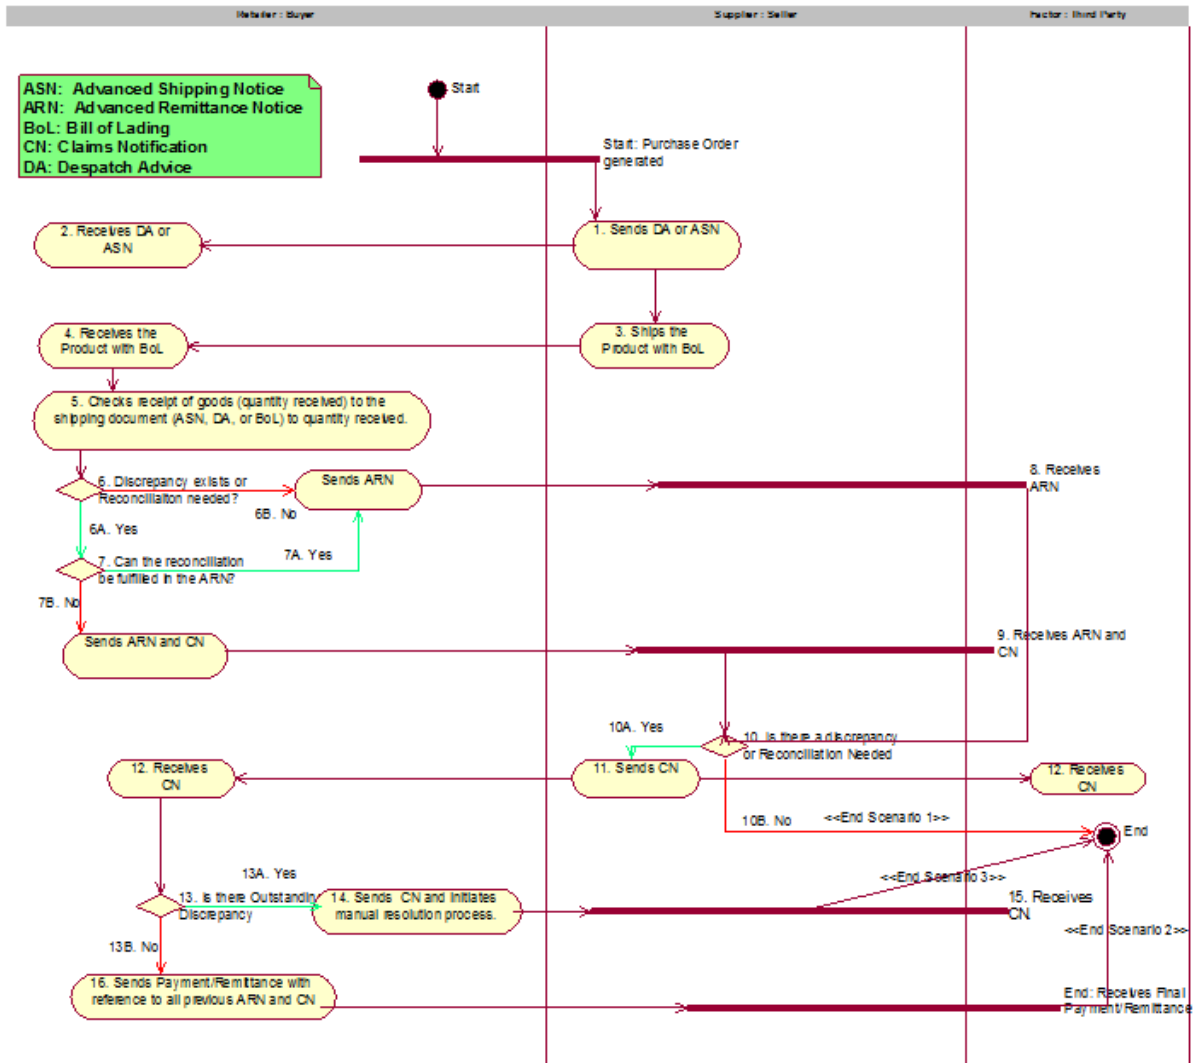 Retailer : Buyer
Supplier : Seller
Factor : Third Party
ASN:  Advanced Shipping Notice
ARN:  Advanced Remittance Notice
BoL: Bill of Lading
CN: Claims Notification
DA: Despatch Advice
Start
Start: Purchase Order
generated
2. Receives DA or
ASN
1. Sends DA or ASN
4. Receives the
Product with BoL
3. Ships the
Product with BoL
5. Checks receipt of goods (quantity received) to the
shipping document (ASN, DA, or BoL) to quantity received.
6. Discrepancy exists or
Reconciliaiton needed?
Sends ARN
8. Receives
ARN
6B. No
6A. Yes
7. Can the reconciliation
be fulfilled in the ARN?
7A. Yes
7B. No
Sends ARN and CN
9. Receives ARN and
CN
10A. Yes
10. Is there a discrepancy
or Reconciliation Needed
12. Receives
CN
11. Sends CN
12. Receives
CN
10B. No
<<End Scenario 1>>
End
13A. Yes
<<End Scenario 3>>
13. Is there Outstanding
Discrepancy
14. Sends  CN and initiates
manual resolution process.
15. Receives
CN
<<End Scenario 2>>
13B. No
16. Sends Payment/Remittance with
reference to all previous ARN and CN
End: Receives Final
Payment/Remittance